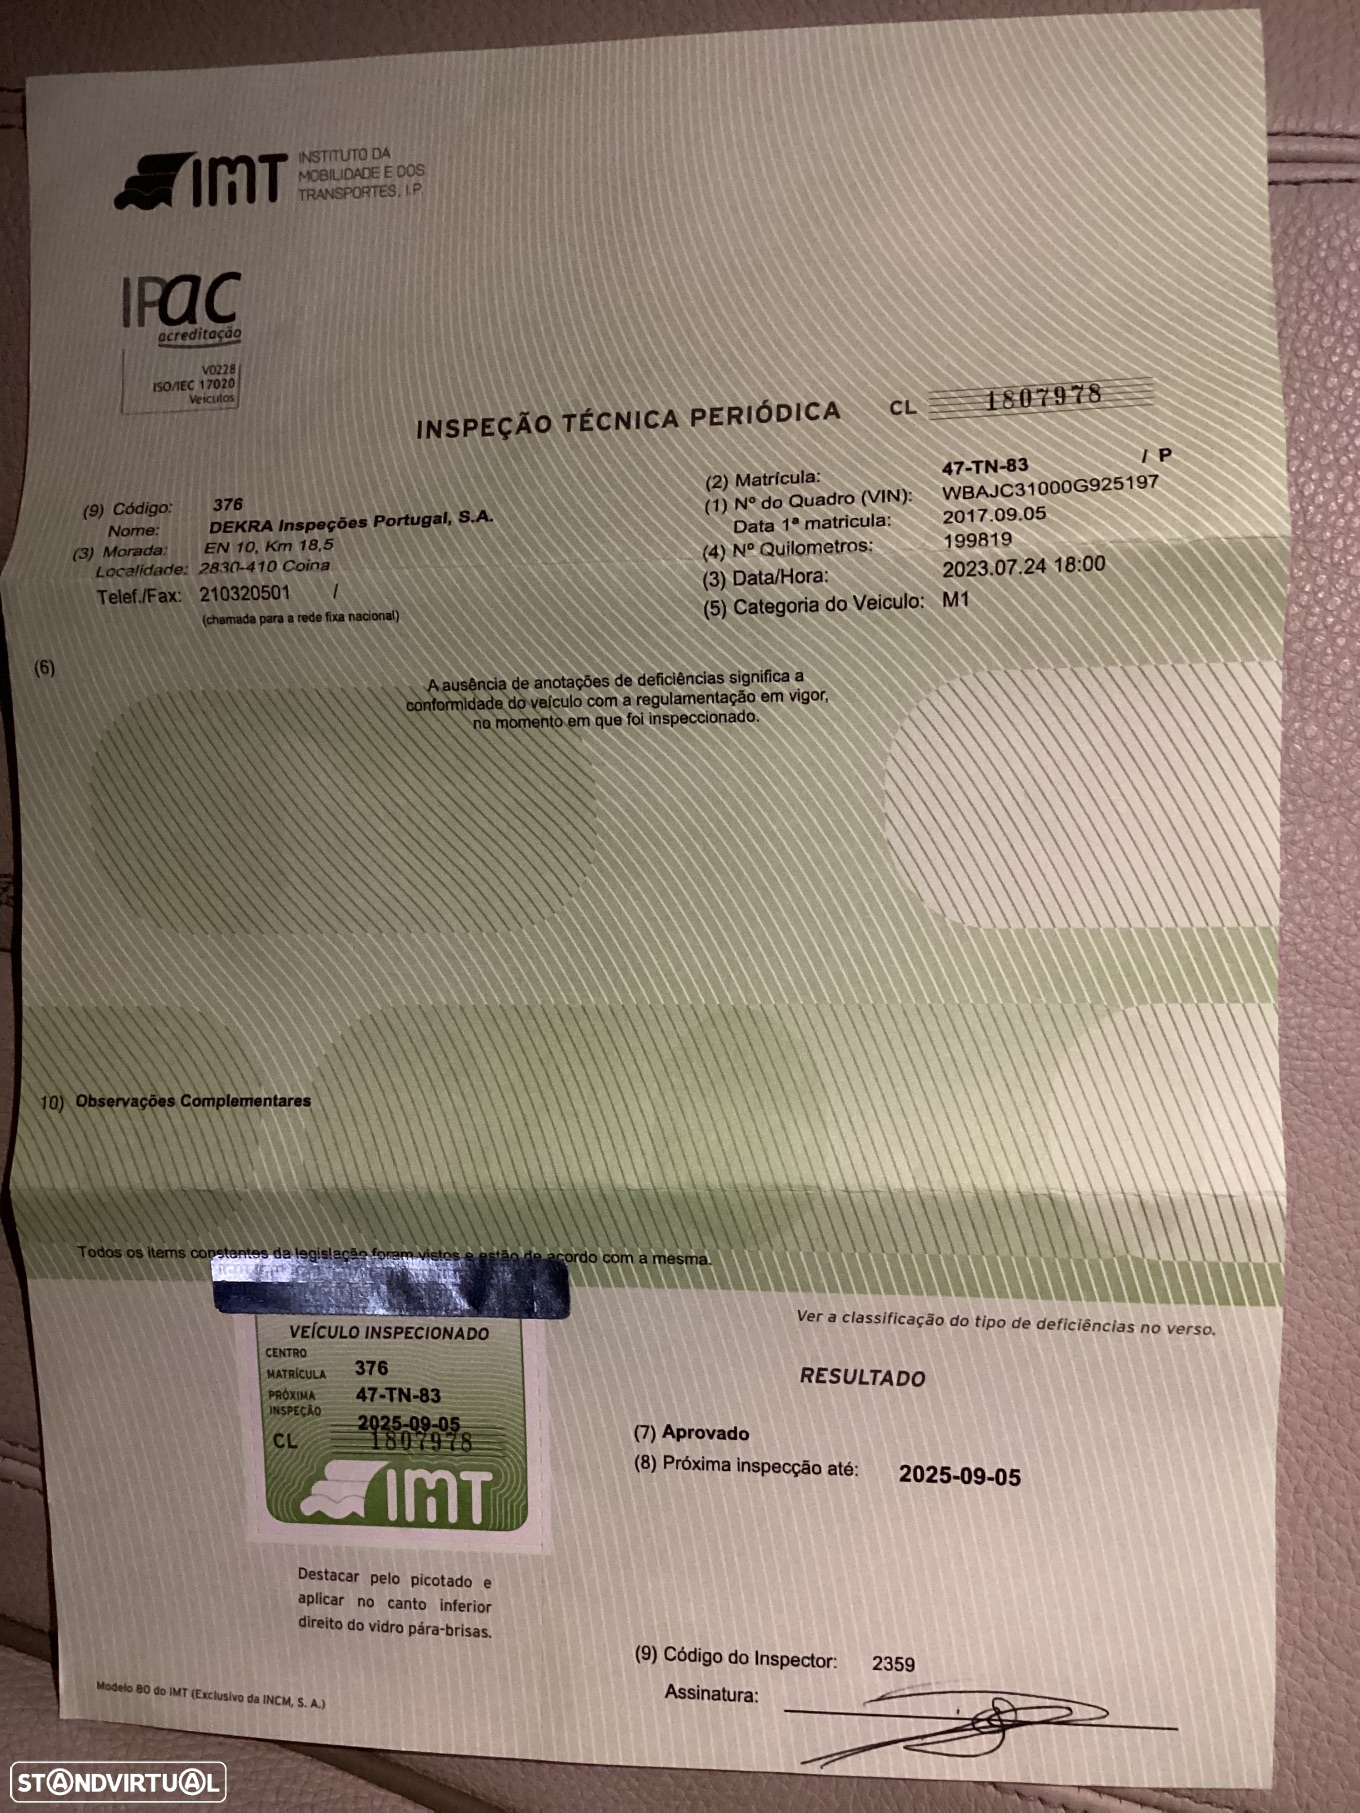 IMT
INSTITUTO DA
MOBILIDADE E DOS
TRANSPORTES, I.P.
IPAC
acreditação
V0228
ISO/IEC 17020
Veículos
INSPEÇÃO TÉCNICA PERIÓDICA
CL 1807978
(9) Código: 376
Nome: DEKRA Inspeções Portugal, S.A.
(3) Morada: EN 10, Km 18,5
Localidade: 2830-410 Coina
Telef./Fax: 210320501 /
(chamada para a rede fixa nacional)
(2) Matrícula: 47-TN-83 / P
(1) Nº do Quadro (VIN): WBAJC31000G925197
Data 1ª matricula: 2017.09.05
(4) Nº Quilometros: 199819
(3) Data/Hora: 2023.07.24 18:00
(5) Categoria do Veiculo: M1
(6)
A ausência de anotações de deficiências significa a
conformidade do veículo com a regulamentação em vigor,
no momento em que foi inspeccionado.
10) Observações Complementares
Todos os items constantes da legislação foram vistos e estão de acordo com a mesma.
VEÍCULO INSPECIONADO
CENTRO 376
MATRÍCULA 47-TN-83
PRÓXIMA
INSPEÇÃO 2025-09-05
CL 1807978
IMT
Destacar pelo picotado e
aplicar no canto inferior
direito do vidro pára-brisas.
Ver a classificação do tipo de deficiências no verso.
RESULTADO
(7) Aprovado
(8) Próxima inspecção até: 2025-09-05
(9) Código do Inspector: 2359
Assinatura:
Modelo 80 do IMT (Exclusivo da INCM, S. A.)
STANDVIRTUAL